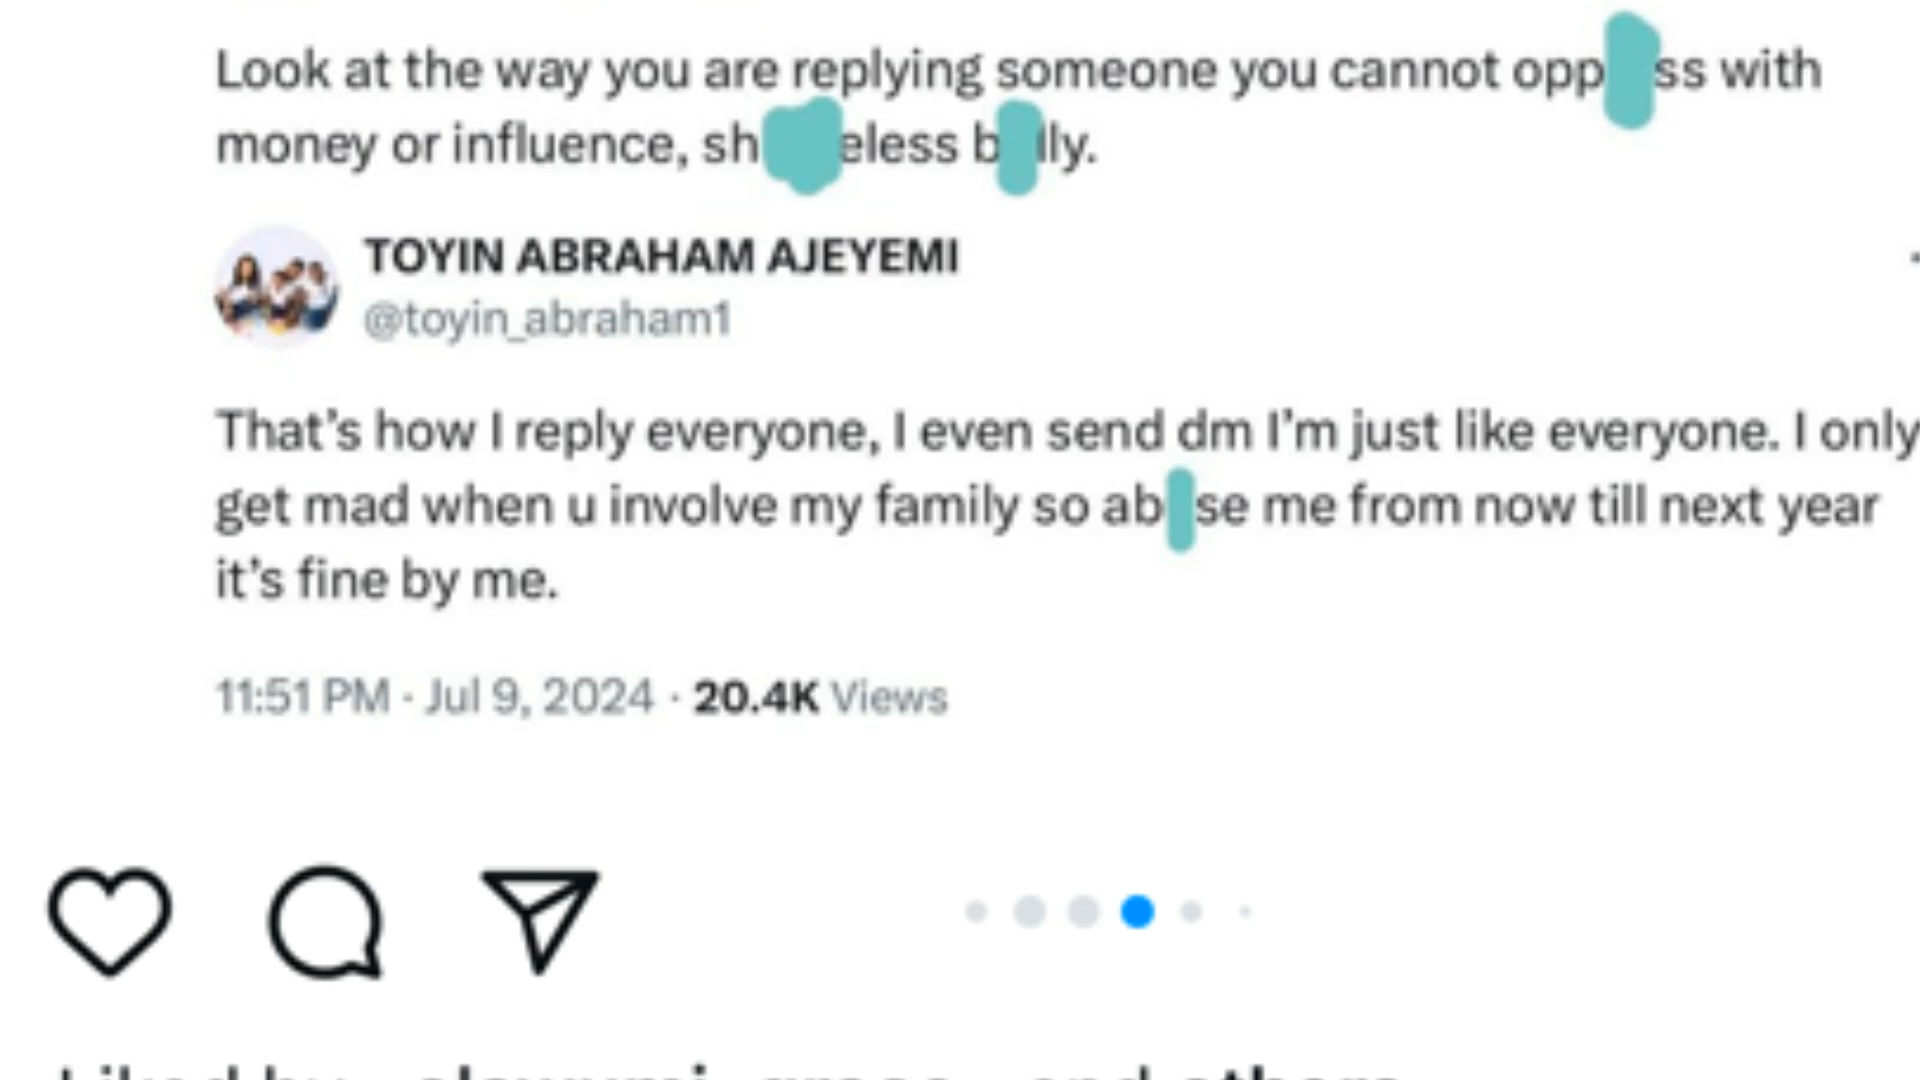 Look at the way you are replying someone you cannot opp ss with
money or influence, sh eless b lly.
TOYIN ABRAHAM AJEYEMI
@toyin_abraham1
That’s how I reply everyone, I even send dm I’m just like everyone. I only
get mad when u involve my family so ab se me from now till next year
it’s fine by me.
11:51 PM · Jul 9, 2024 · 20.4K Views